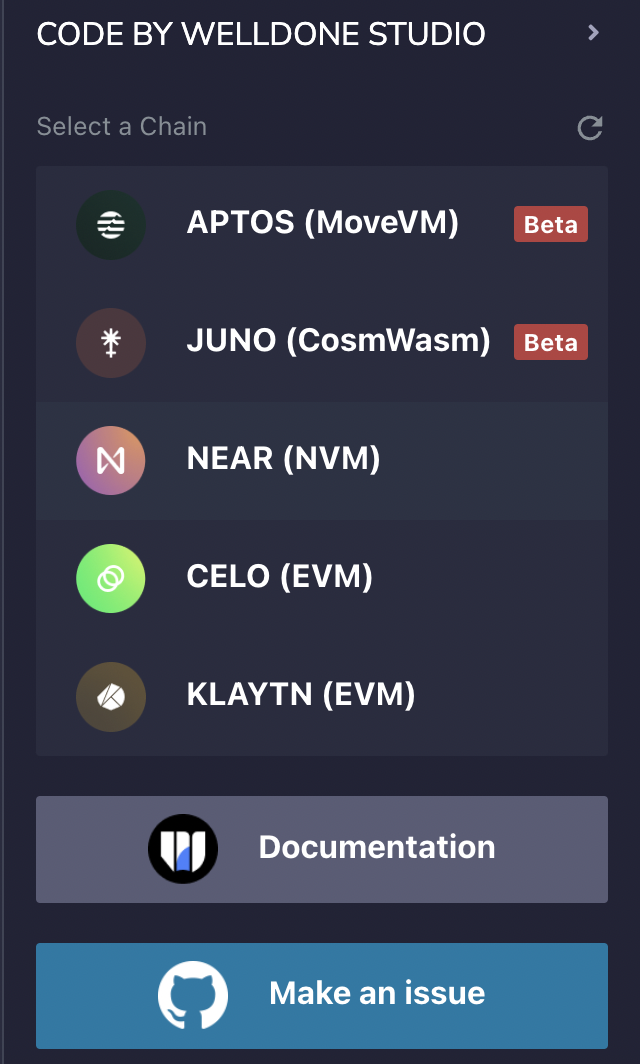 CODE BY WELLDONE STUDIO
Select a Chain
APTOS (MoveVM) Beta
JUNO (CosmWasm) Beta
NEAR (NVM)
CELO (EVM)
KLAYTN (EVM)
Documentation
Make an issue